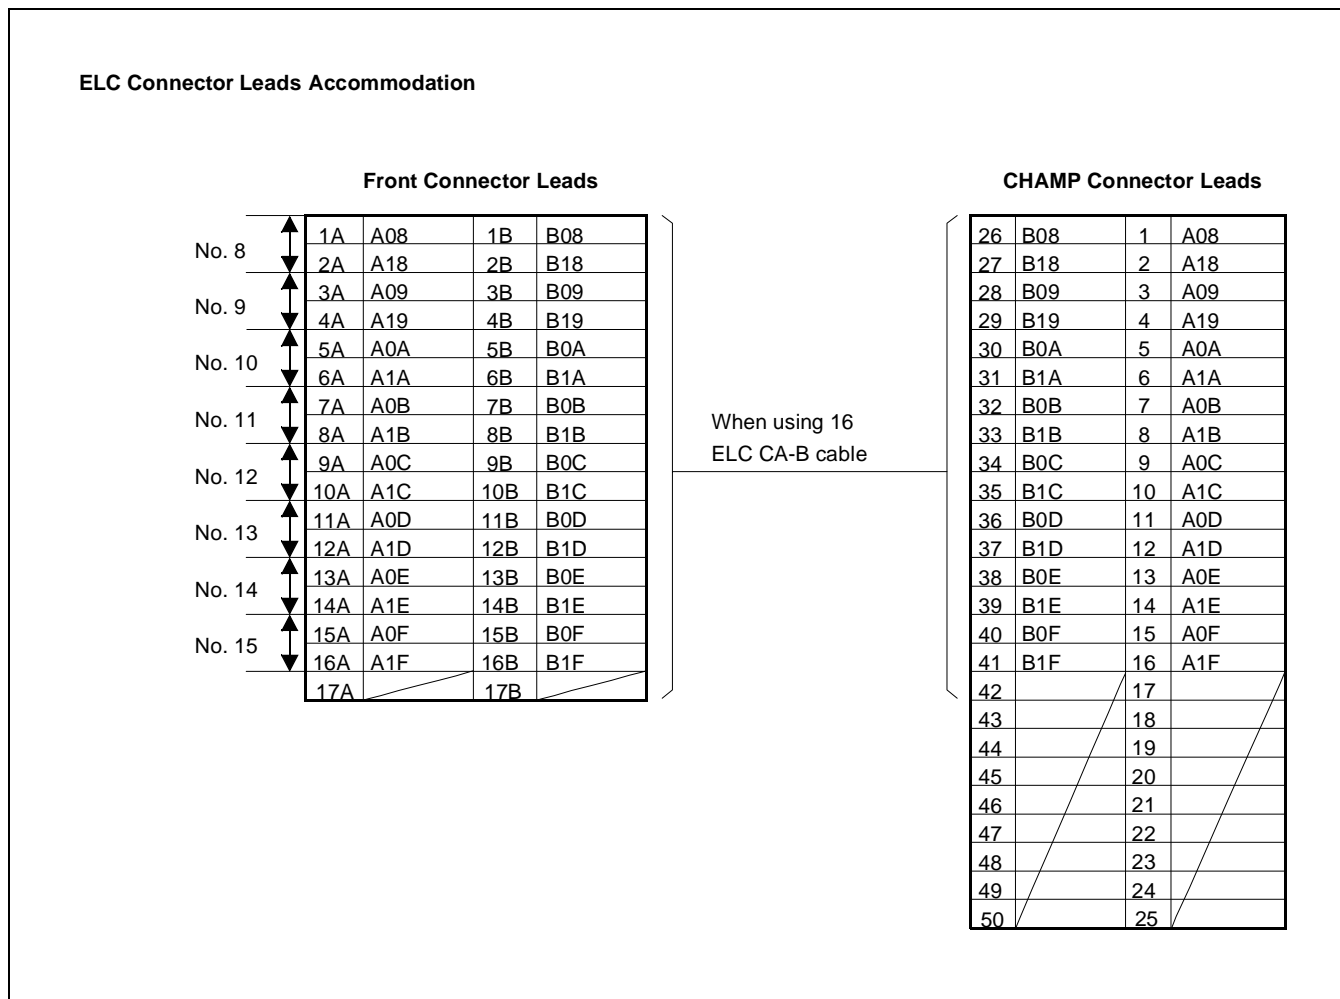 ELC Connector Leads Accommodation
Front Connector Leads
CHAMP Connector Leads
No. 8
No. 9
No. 10
No. 11
No. 12
No. 13
No. 14
No. 15
1A A08 1B B08
2A A18 2B B18
3A A09 3B B09
4A A19 4B B19
5A A0A 5B B0A
6A A1A 6B B1A
7A A0B 7B B0B
8A A1B 8B B1B
9A A0C 9B B0C
10A A1C 10B B1C
11A A0D 11B B0D
12A A1D 12B B1D
13A A0E 13B B0E
14A A1E 14B B1E
15A A0F 15B B0F
16A A1F 16B B1F
17A 17B
When using 16
ELC CA-B cable
26 B08 1 A08
27 B18 2 A18
28 B09 3 A09
29 B19 4 A19
30 B0A 5 A0A
31 B1A 6 A1A
32 B0B 7 A0B
33 B1B 8 A1B
34 B0C 9 A0C
35 B1C 10 A1C
36 B0D 11 A0D
37 B1D 12 A1D
38 B0E 13 A0E
39 B1E 14 A1E
40 B0F 15 A0F
41 B1F 16 A1F
42 17
43 18
44 19
45 20
46 21
47 22
48 23
49 24
50 25